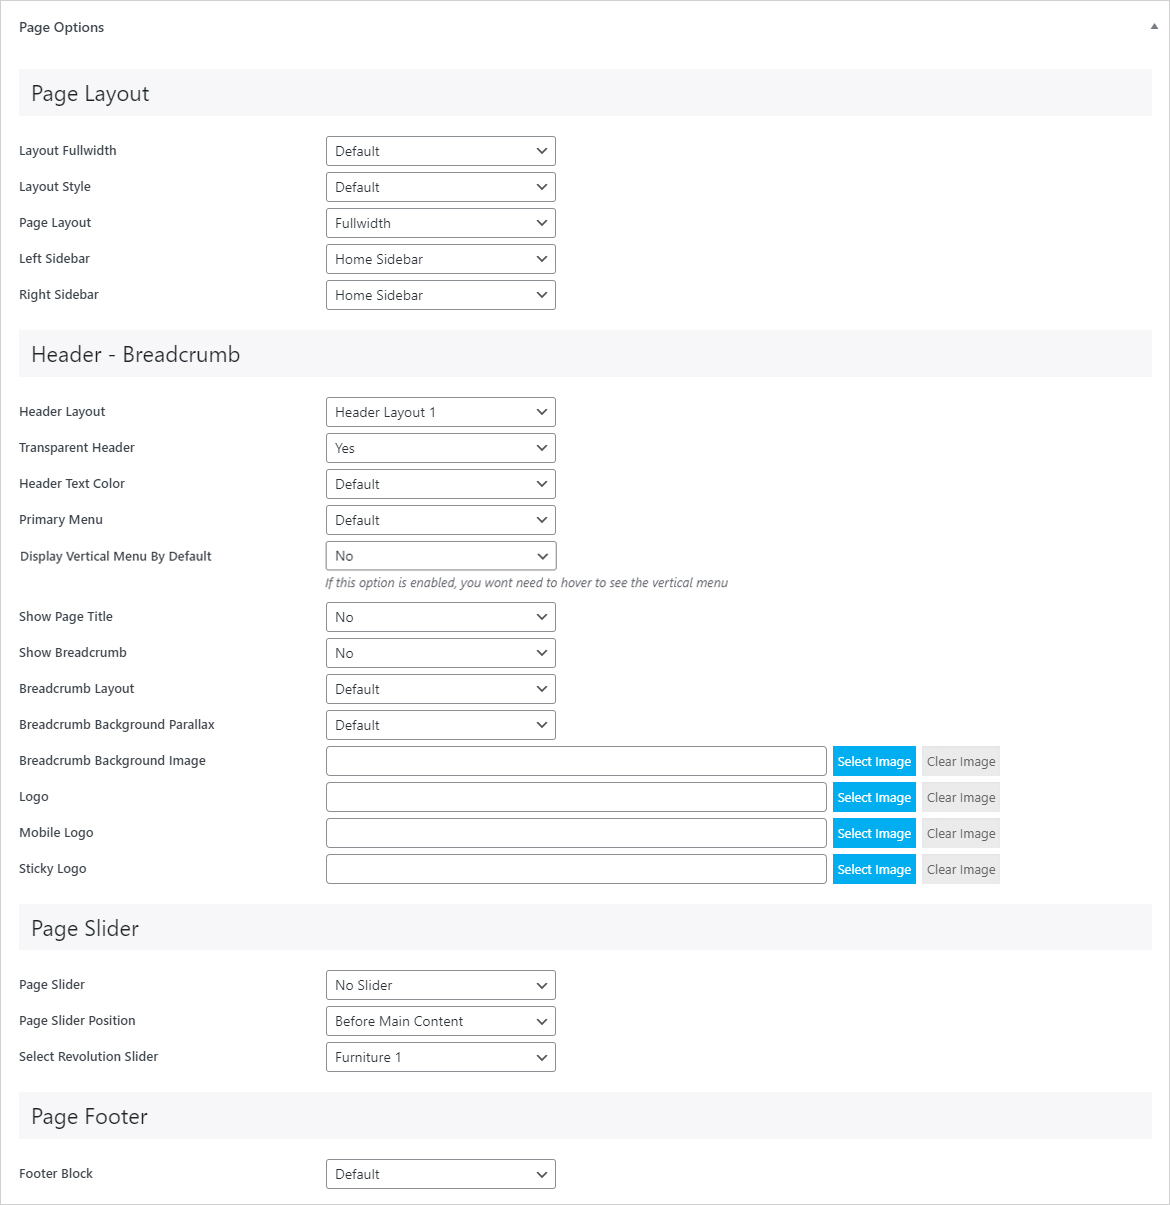 Page Options
Page Layout
Layout Fullwidth Default
Layout Style Default
Page Layout Fullwidth
Left Sidebar Home Sidebar
Right Sidebar Home Sidebar
Header - Breadcrumb
Header Layout Header Layout 1
Transparent Header Yes
Header Text Color Default
Primary Menu Default
Display Vertical Menu By Default No
If this option is enabled, you wont need to hover to see the vertical menu
Show Page Title No
Show Breadcrumb No
Breadcrumb Layout Default
Breadcrumb Background Parallax Default
Breadcrumb Background Image Select Image Clear Image
Logo Select Image Clear Image
Mobile Logo Select Image Clear Image
Sticky Logo Select Image Clear Image
Page Slider
Page Slider No Slider
Page Slider Position Before Main Content
Select Revolution Slider Furniture 1
Page Footer
Footer Block Default